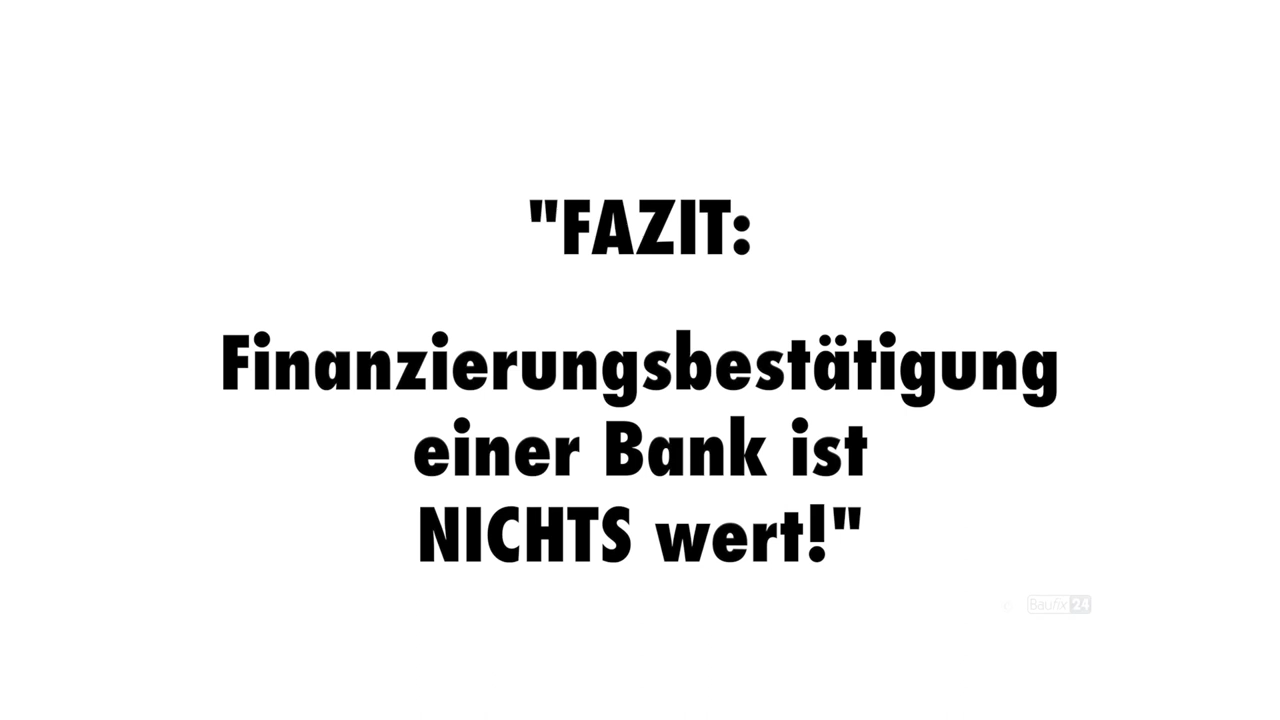 "FAZIT:
Finanzierungsbestätigung
einer Bank ist
NICHTS wert!"
Baufix24